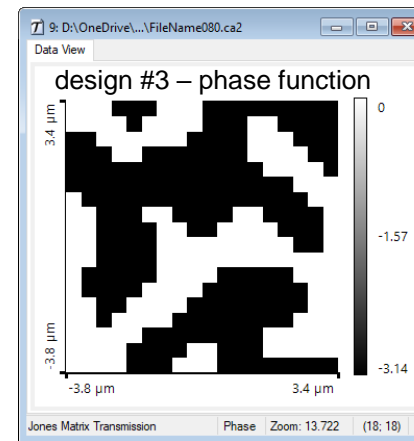 9: D:\OneDrive\...\FileName080.ca2
Data View
design #3 – phase function
3.4 µm
-3.8 µm
-3.8 µm
3.4 µm
0
-1.57
-3.14
Jones Matrix Transmission Phase Zoom: 13.722 (18; 18)